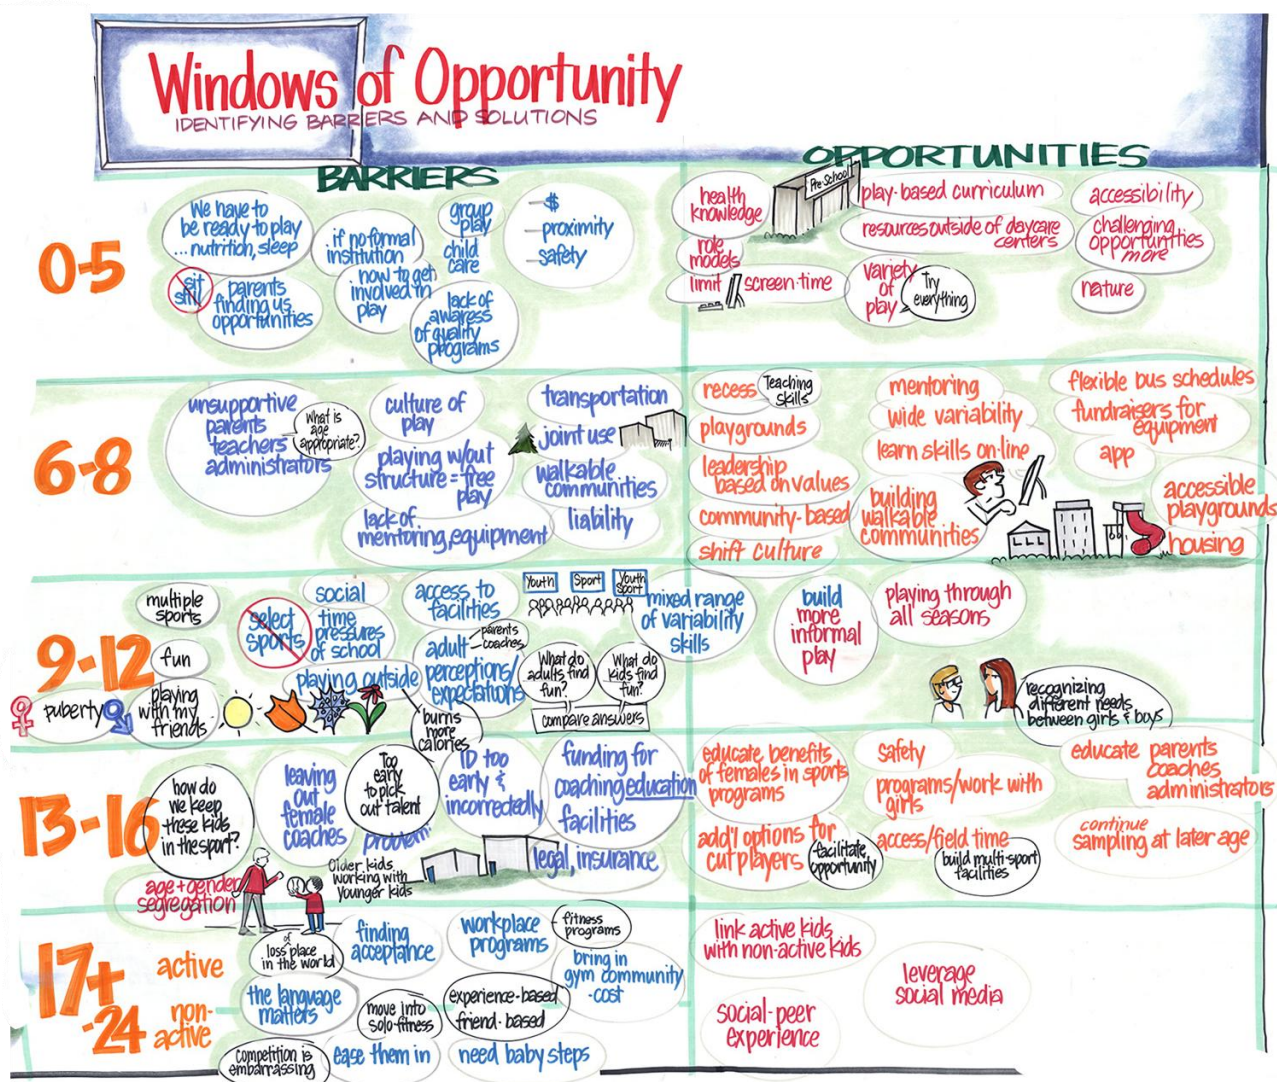 Windows of Opportunity
IDENTIFYING BARRIERS AND SOLUTIONS
BARRIERS
OPPORTUNITIES
0-5
We have to
be ready to play
...nutrition, sleep
sit
still
parents
finding us
opportunities
if no formal
institution
how to get
involved in
play
group
play
child
care
lack of
awaress
of quality
programs
- $
- proximity
- safety
health
knowledge
role
models
limit
screen-time
Pre-School
play-based curriculum
resources outside of daycare
centers
variety
of
play
Try
everything
accessibility
challenging
opportunities
more
nature
6-8
unsupportive
parents
teachers
administrators
What is
age
appropriate?
culture of
play
playing w/out
structure = free
play
lack of
mentoring, equipment
transportation
joint use
walkable
communities
liability
recess
Teaching
skills
playgrounds
leadership
based on values
community-based
shift culture
mentoring
wide variability
learn skills on-line
building
walkable
communities
flexible bus schedules
fundraisers for
equipment
app
accessible
playgrounds
housing
9-12
multiple
sports
fun
puberty
playing
with my
friends
select
sports
social
time
pressures
of school
playing outside
burns
more
calories
access to
facilities
adult
perceptions/
expectations
parents
coaches
Youth
Sport
Youth
Sport
What do
adults find
fun?
What do
kids find
fun?
compare answers
mixed range
of variability
skills
build
more
informal
play
playing through
all seasons
recognizing
different needs
between girls & boys
13-16
how do
we keep
these kids
in the sport?
age + gender
segregation
leaving
out
female
coaches
Too
early
to pick
out talent
problem.
Older kids
working with
Younger kids
ID too
early &
incorrectedly
funding for
coaching education
facilities
legal, insurance
educate benefits
of females in sports
programs
add'l options for
cut players
facilitate
opportunity
safety
programs/work with
girls
access/field time
build multi-sport
facilities
educate parents
coaches
administrators
continue
sampling at later age
17+
-24
active
non-
active
of
loss place
in the world
the language
matters
competition is
embarrassing
finding
acceptance
move into
solo-fitness
ease them in
workplace
programs
fitness
programs
experience-based
friend-based
need baby steps
bring in
gym community
-cost
link active kids
with non-active kids
social-peer
experience
leverage
social media